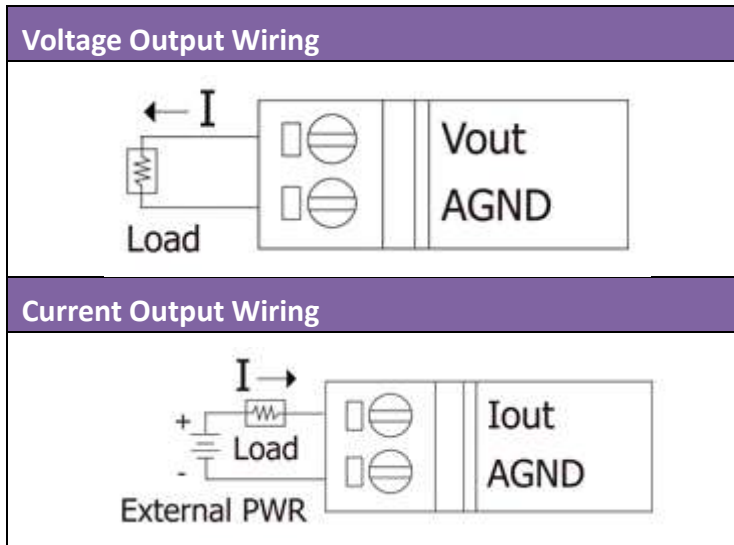 Voltage Output Wiring
← I
Vout
AGND
Load
Current Output Wiring
I →
+
Load
-
External PWR
Iout
AGND